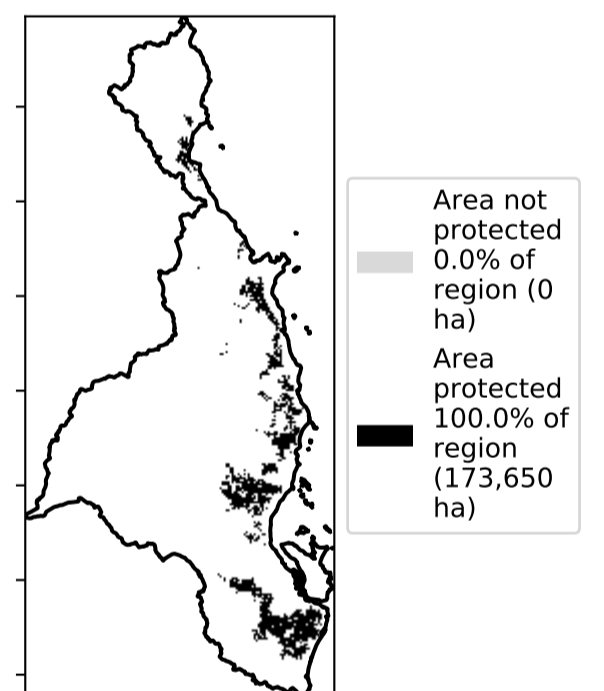 Area not
protected
0.0% of
region (0
ha)
Area
protected
100.0% of
region
(173,650
ha)